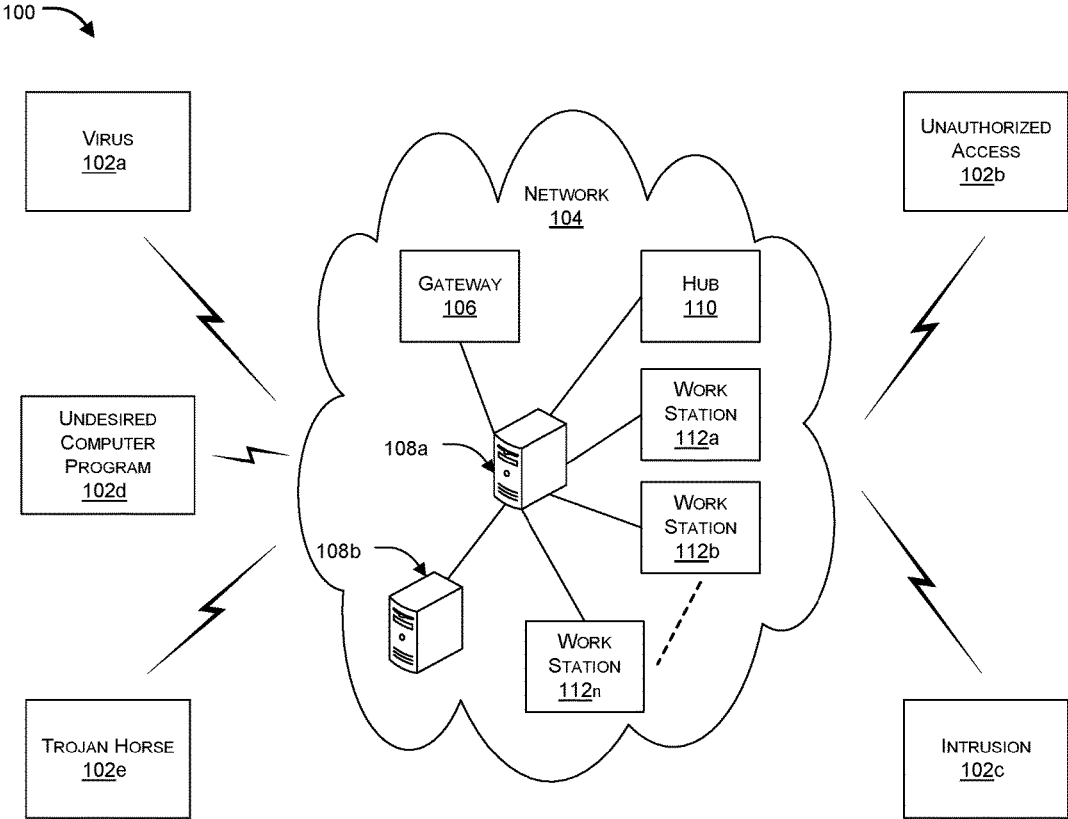 100
VIRUS
102a
UNAUTHORIZED
ACCESS
102b
NETWORK
104
GATEWAY
106
HUB
110
WORK
STATION
112a
UNDESIRED
COMPUTER
PROGRAM
102d
108a
WORK
STATION
112b
108b
WORK
STATION
112n
TROJAN HORSE
102e
INTRUSION
102c